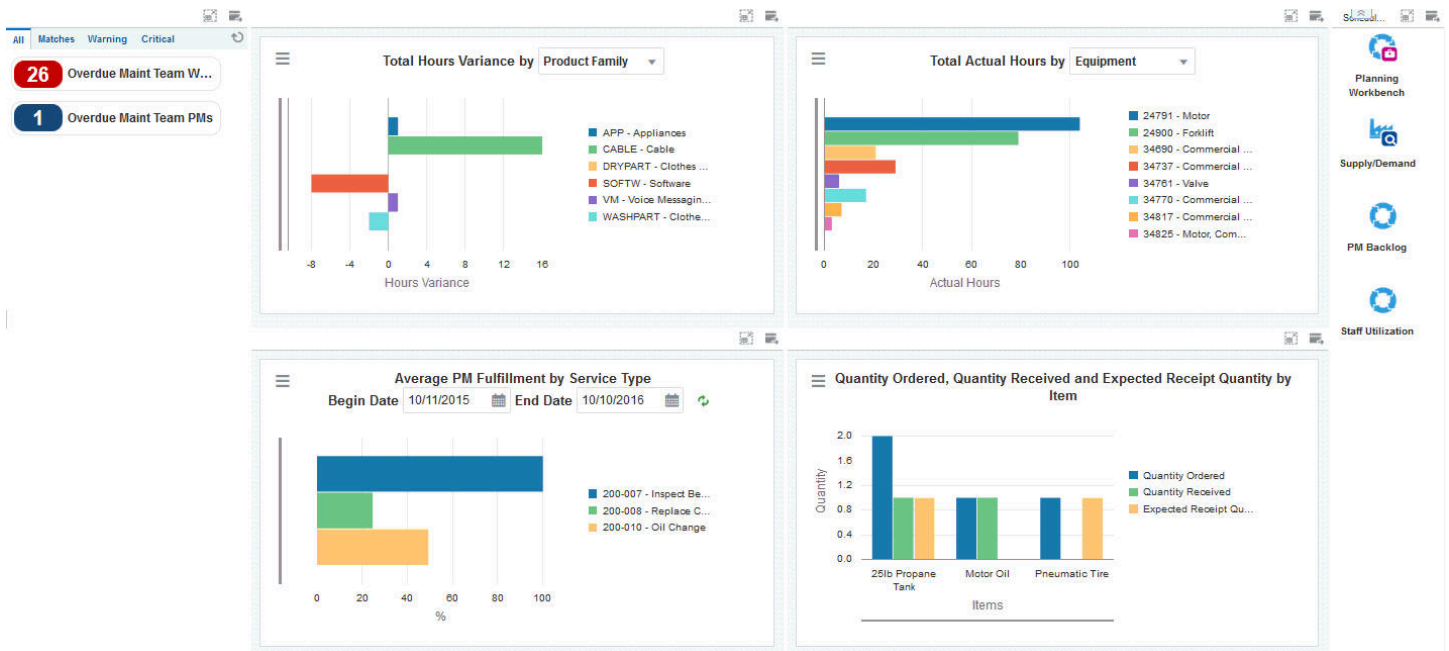 All Matches Warning Critical
26 Overdue Maint Team W...
1 Overdue Maint Team PMs
Total Hours Variance by Product Family
APP - Appliances
CABLE - Cable
DRYPART - Clothes ...
SOFTW - Software
VM - Voice Messagin...
WASHPART - Clothe...
-8 -4 0 4 8 12 16
Hours Variance
Total Actual Hours by Equipment
24791 - Motor
24900 - Forklift
34690 - Commercial ...
34737 - Commercial ...
34761 - Valve
34770 - Commercial ...
34817 - Commercial ...
34825 - Motor, Com...
0 20 40 60 80 100
Actual Hours
Average PM Fulfillment by Service Type
Begin Date 10/11/2015 End Date 10/10/2016
200-007 - Inspect Be...
200-008 - Replace C...
200-010 - Oil Change
0 20 40 60 80 100
%
Quantity Ordered, Quantity Received and Expected Receipt Quantity by
Item
2.0
1.6
1.2
0.8
0.4
0.0
Quantity
Quantity Ordered
Quantity Received
Expected Receipt Qu...
25lb Propane Motor Oil Pneumatic Tire
Tank
Items
Planning
Workbench
Supply/Demand
PM Backlog
Staff Utilization